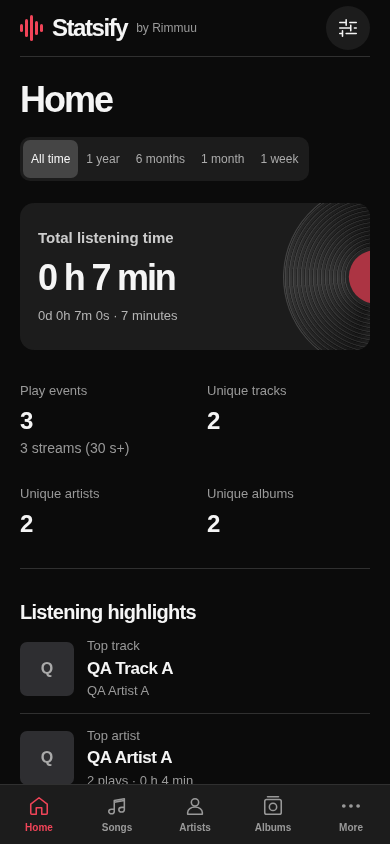 Statsify by Rimmuu
Home
All time 1 year 6 months 1 month 1 week
Total listening time
0 h 7 min
0d 0h 7m 0s · 7 minutes
Play events
3
3 streams (30 s+)
Unique tracks
2
Unique artists
2
Unique albums
2
Listening highlights
Q
Top track
QA Track A
QA Artist A
Q
Top artist
QA Artist A
2 plays · 0 h 4 min
Home Songs Artists Albums More